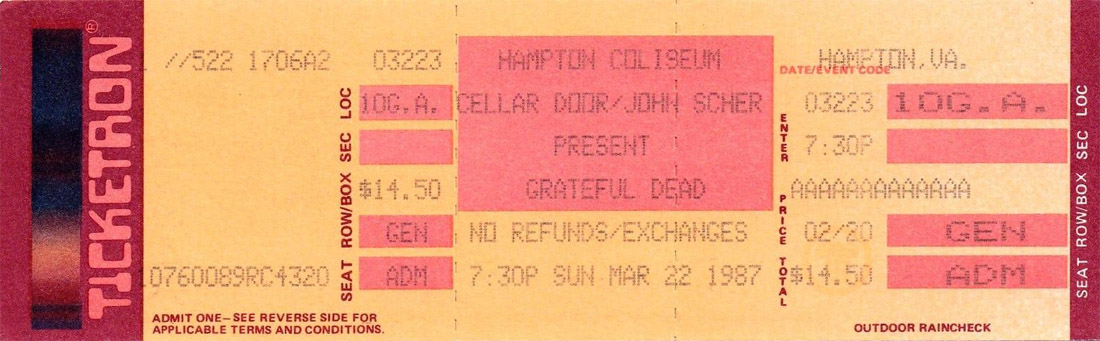 TICKETRON®
//522 1706A2 03223 HAMPTON COLISEUM HAMPTON,VA.
DATE/EVENT CODE
10G.A. CELLAR DOOR/JOHN SCHER 03223 10G.A.
PRESENT 7:30P
$14.50 GRATEFUL DEAD AAAAAAAAAAAAA
GEN NO REFUNDS/EXCHANGES 02/20 GEN
0760089RC4320 ADM 7:30P SUN MAR 22 1987 $14.50 ADM
SEAT ROW/BOX SEC LOC
ENTER PRICE TOTAL
SEAT ROW/BOX SEC LOC
ADMIT ONE—SEE REVERSE SIDE FOR
APPLICABLE TERMS AND CONDITIONS.
OUTDOOR RAINCHECK